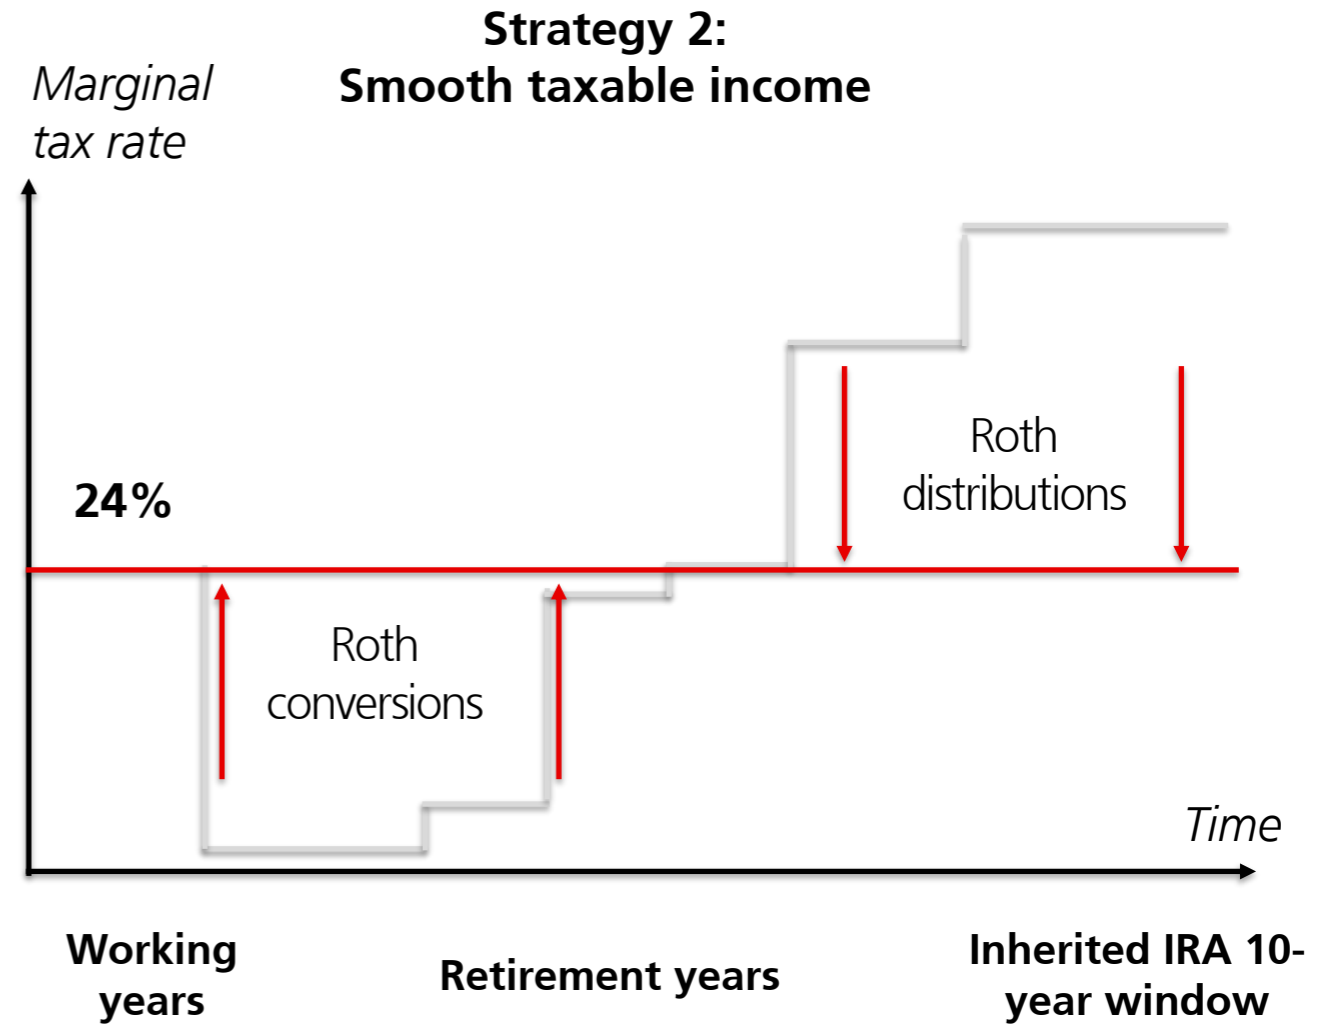 Strategy 2:
Smooth taxable income
Marginal
tax rate
24%
Roth
distributions
Roth
conversions
Time
Working
years
Retirement years
Inherited IRA 10-
year window